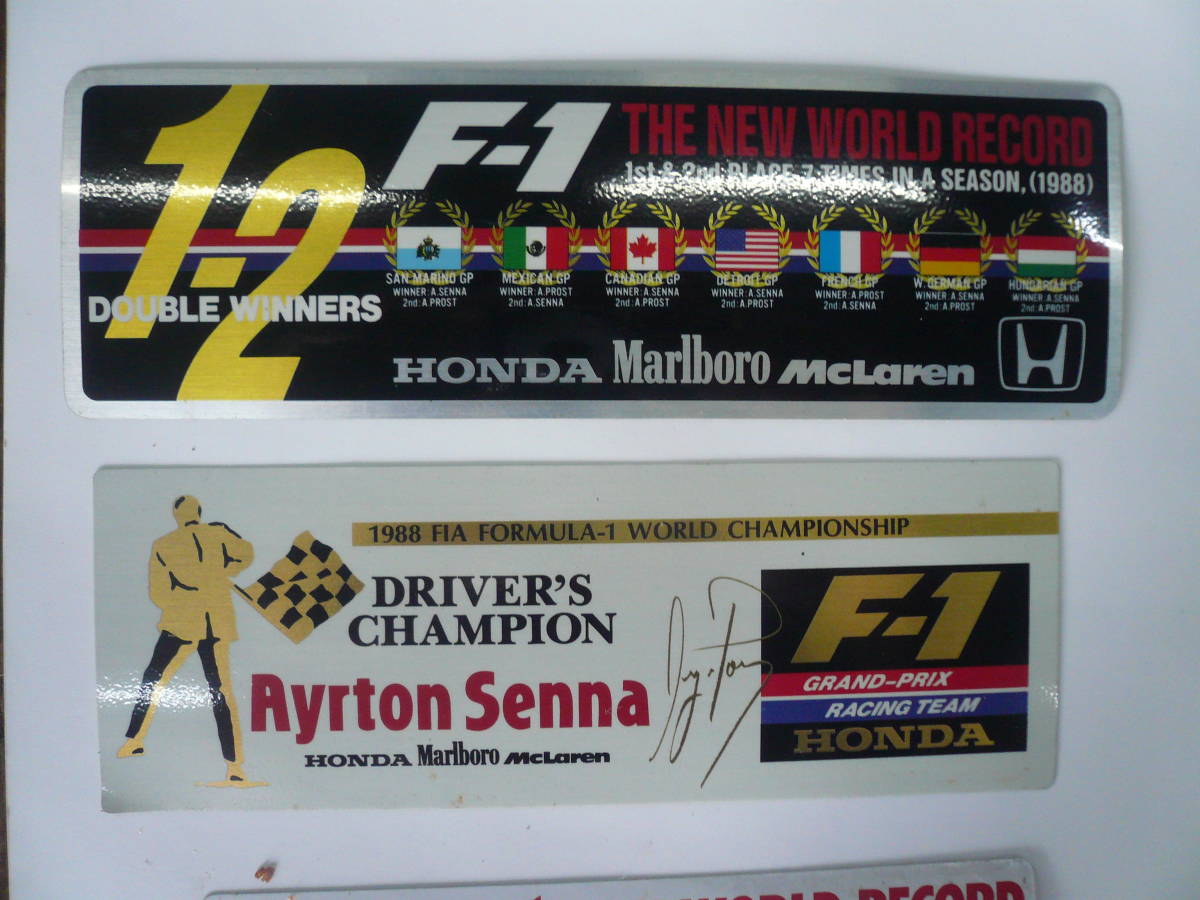 1-2
DOUBLE WINNERS
F-1
THE NEW WORLD RECORD
1st & 2nd PLACE 7 TIMES IN A SEASON, (1988)
SAN MARINO GP
WINNER: A.SENNA
2nd: A.PROST
MEXICAN GP
WINNER: A.PROST
2nd: A.SENNA
CANADIAN GP
WINNER: A.SENNA
2nd: A.PROST
DETROIT GP
WINNER: A.SENNA
2nd: A.PROST
FRENCH GP
WINNER: A.PROST
2nd: A.SENNA
W. GERMAN GP
WINNER: A.SENNA
2nd: A.PROST
HUNGARIAN GP
WINNER: A.SENNA
2nd: A.PROST
HONDA Marlboro McLaren
1988 FIA FORMULA-1 WORLD CHAMPIONSHIP
DRIVER'S
CHAMPION
Ayrton Senna
HONDA Marlboro McLaren
F-1
GRAND-PRIX
RACING TEAM
HONDA
WORLD RECORD